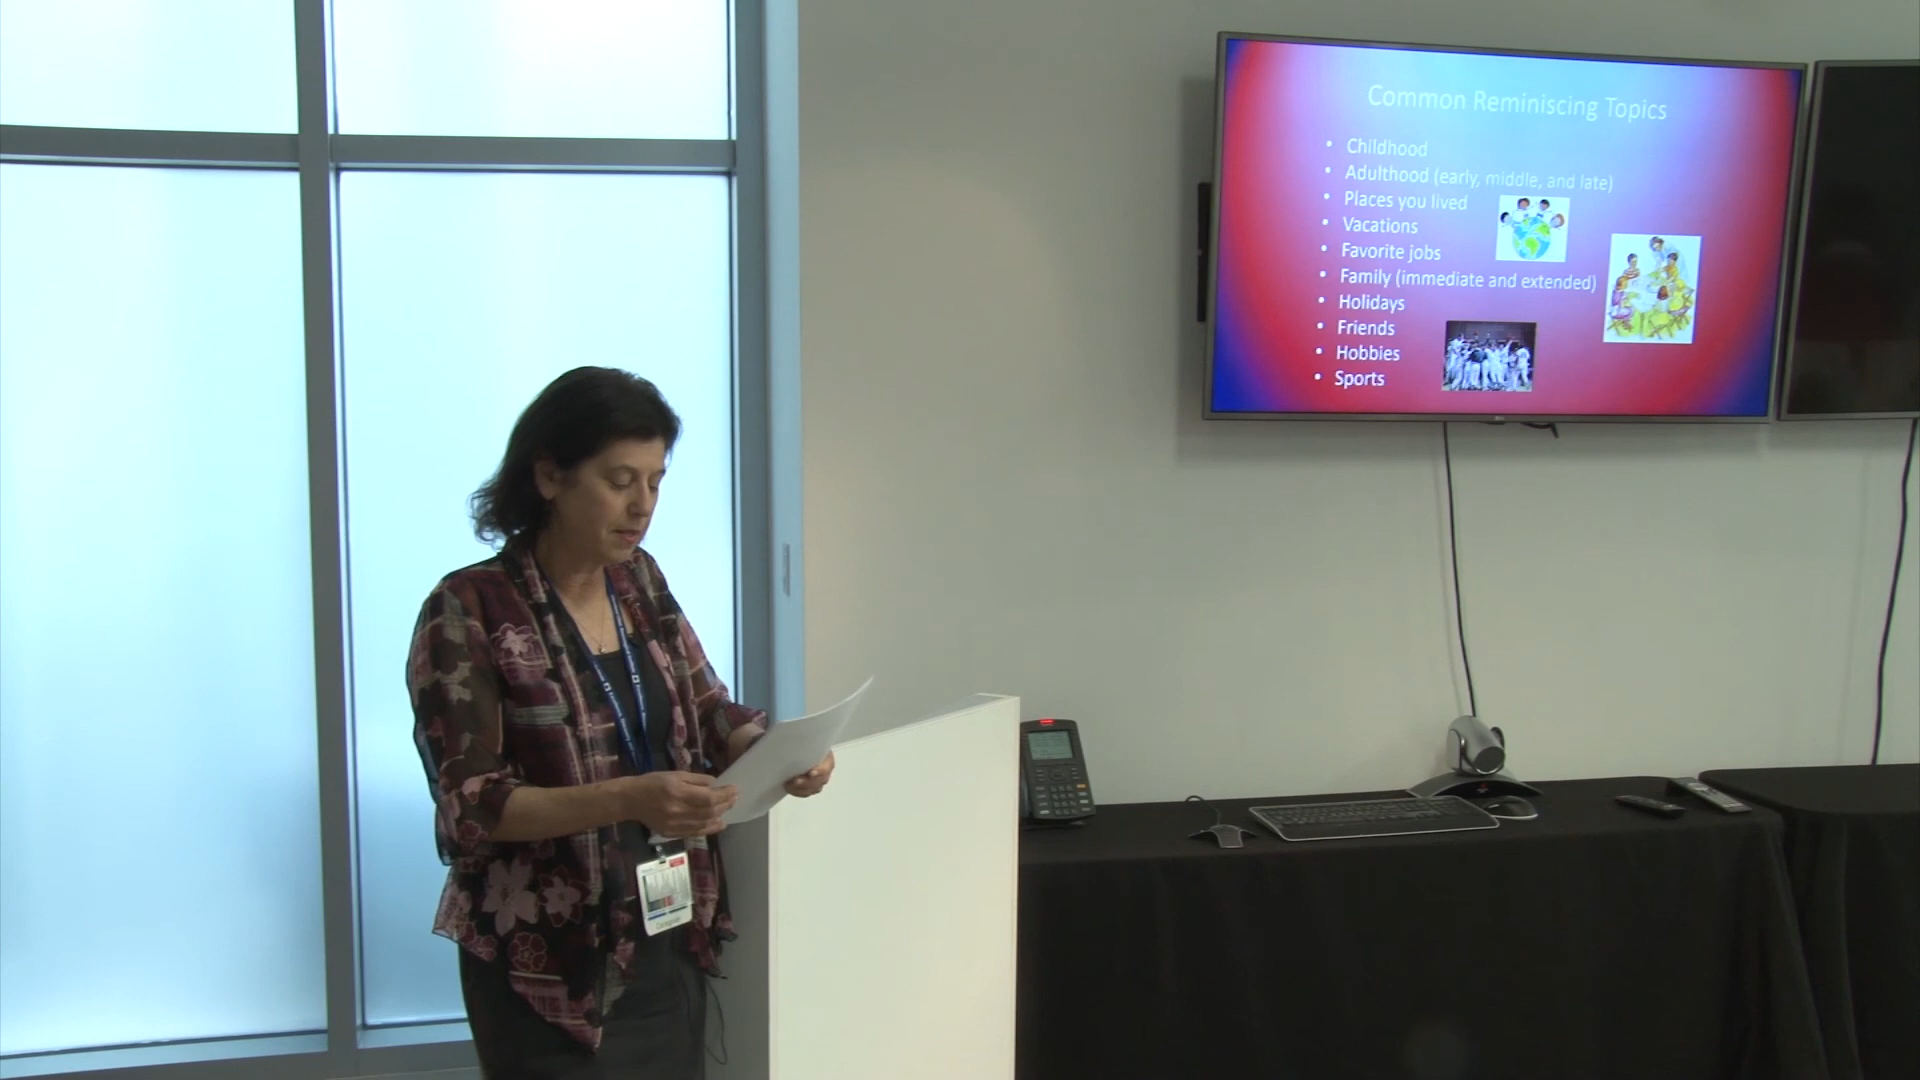 Common Reminiscing Topics
• Childhood
• Adulthood (early, middle, and late)
• Places you lived
• Vacations
• Favorite jobs
• Family (immediate and extended)
• Holidays
• Friends
• Hobbies
• Sports